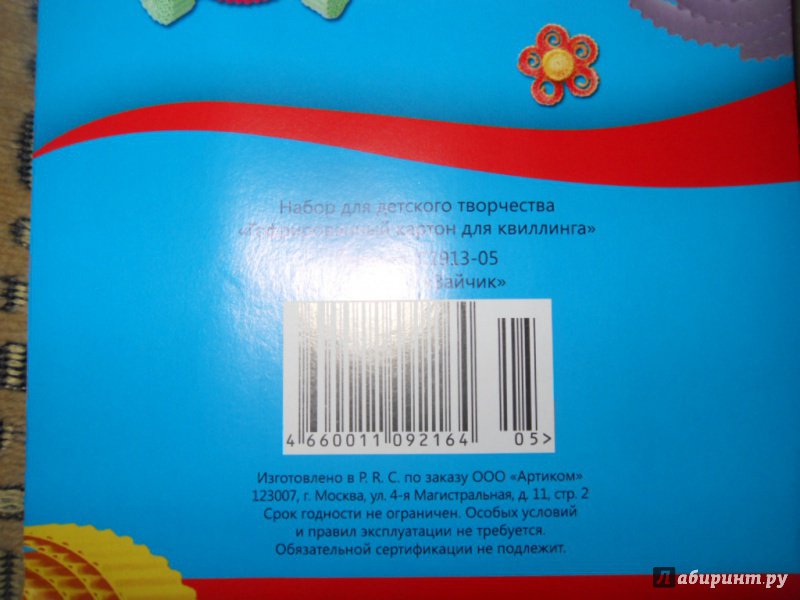 Набор для детского творчества
«Гофрированный картон для квиллинга»
2913-05
«Зайчик»
4 660011 092164 05>
Изготовлено в P. R. C. по заказу ООО «Артиком»
123007, г. Москва, ул. 4-я Магистральная, д. 11, стр. 2
Срок годности не ограничен. Особых условий
и правил эксплуатации не требуется.
Обязательной сертификации не подлежит.
Лабиринт.ру